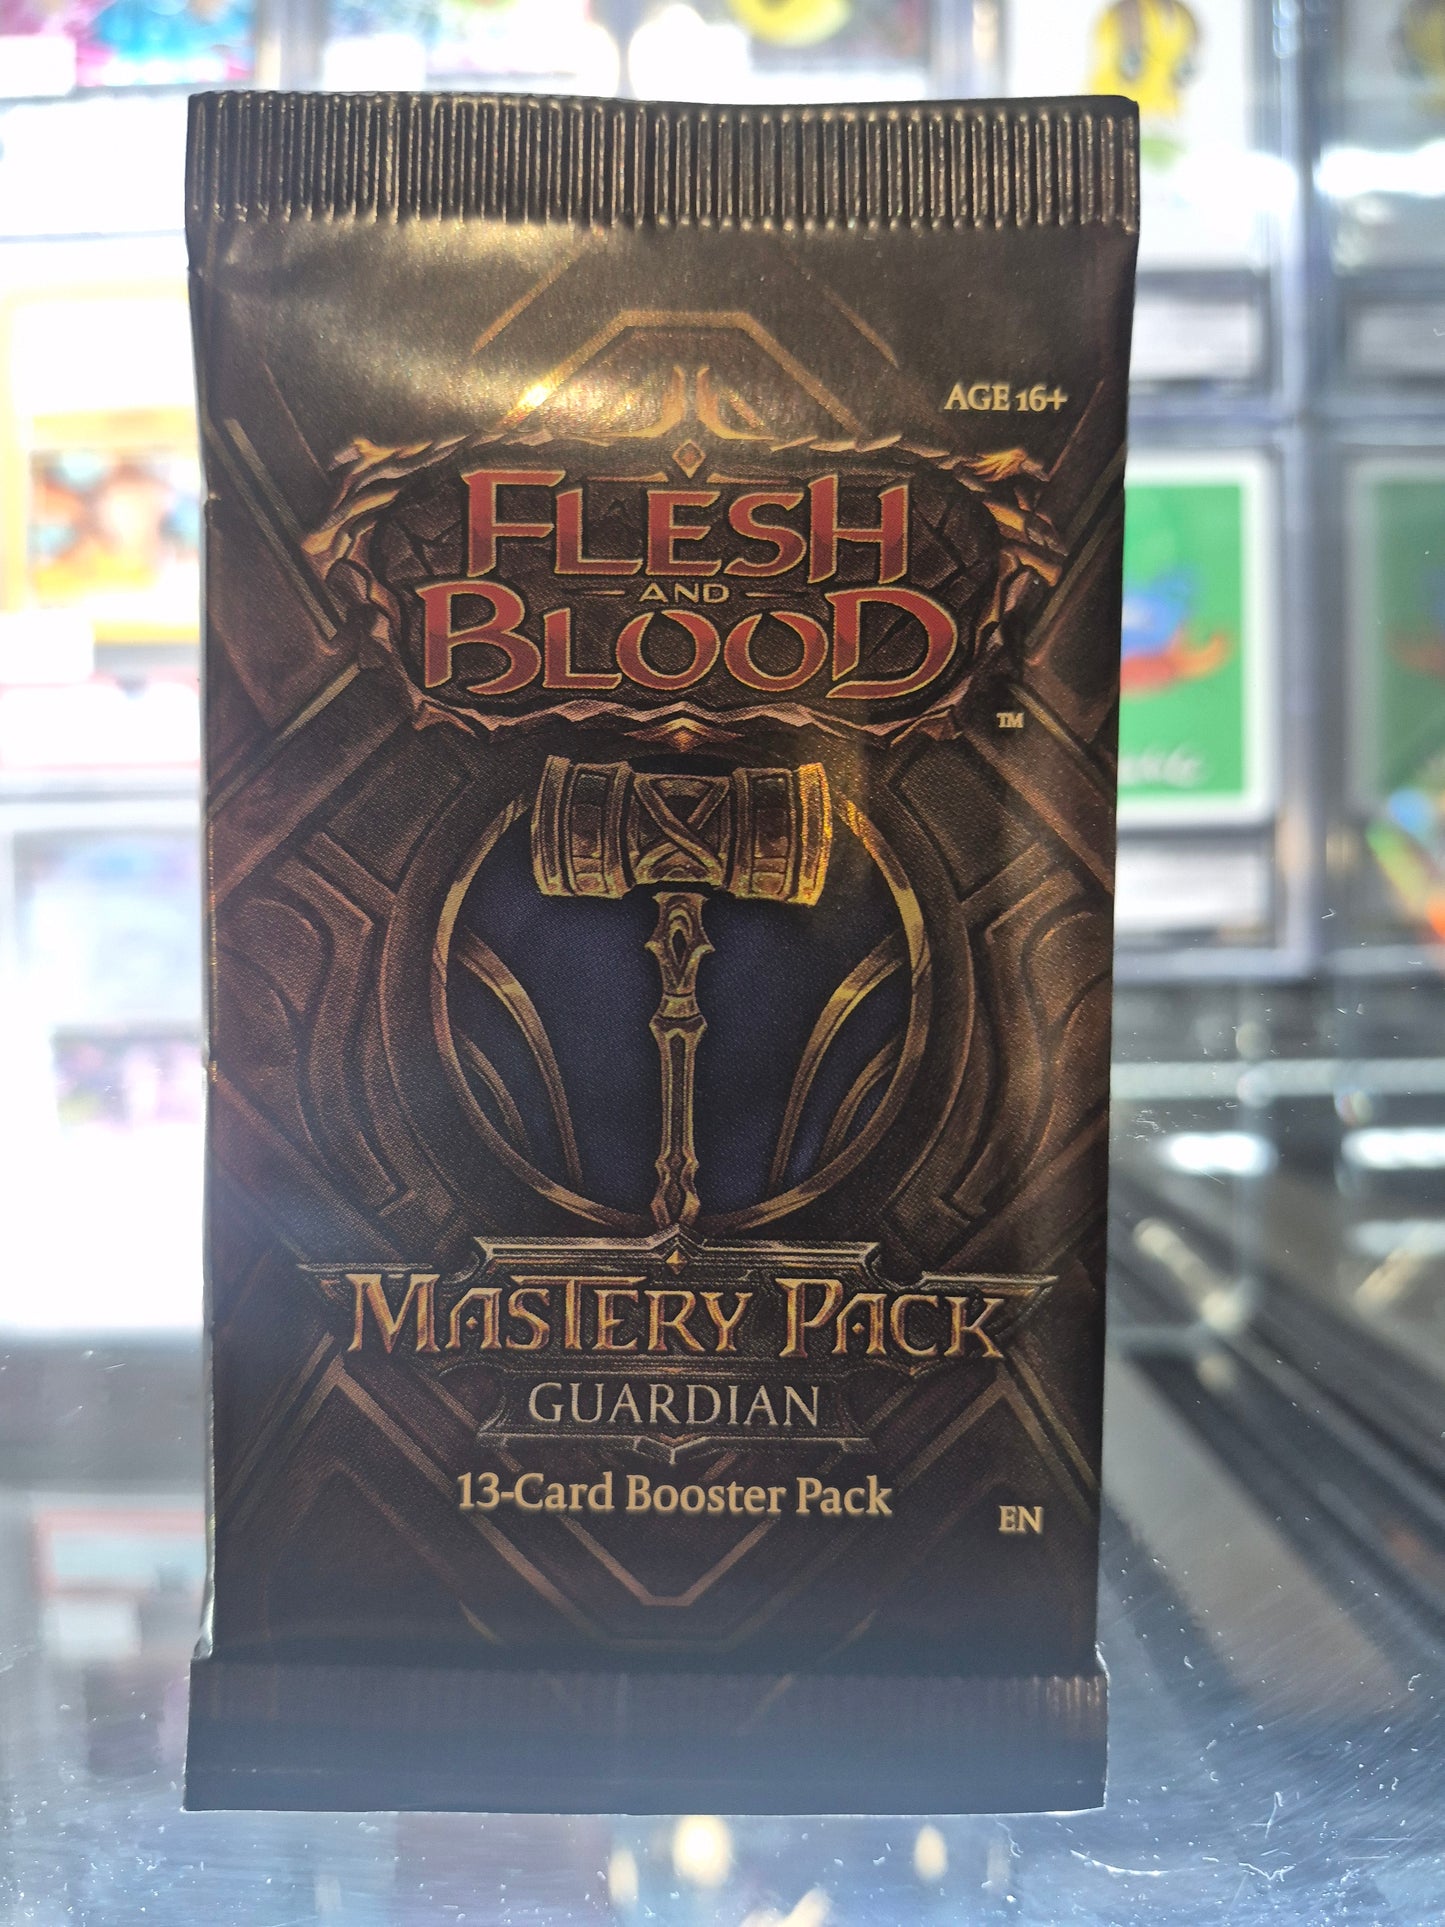 AGE 16+
FLESH
AND
BLOOD
™
MASTERY PACK
GUARDIAN
13-Card Booster Pack
EN